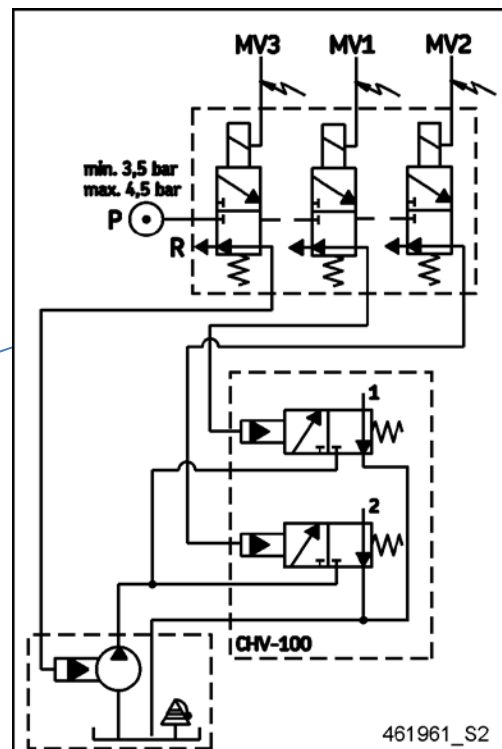 MV3 MV1 MV2
min. 3,5 bar
max. 4,5 bar
P
R
1
2
CHV-100
461961_S2